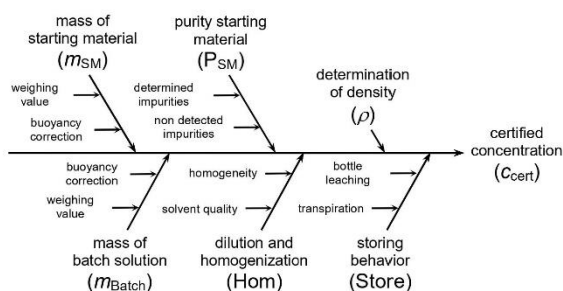 mass of
starting material
(mSM)
weighing
value
buoyancy
correction
purity starting
material
(PSM)
determined
impurities
non detected
impurities
determination
of density
(ρ)
certified
concentration
(ccert)
buoyancy
correction
weighing
value
mass of
batch solution
(mBatch)
homogeneity
solvent quality
dilution and
homogenization
(Hom)
bottle
leaching
transpiration
storing
behavior
(Store)